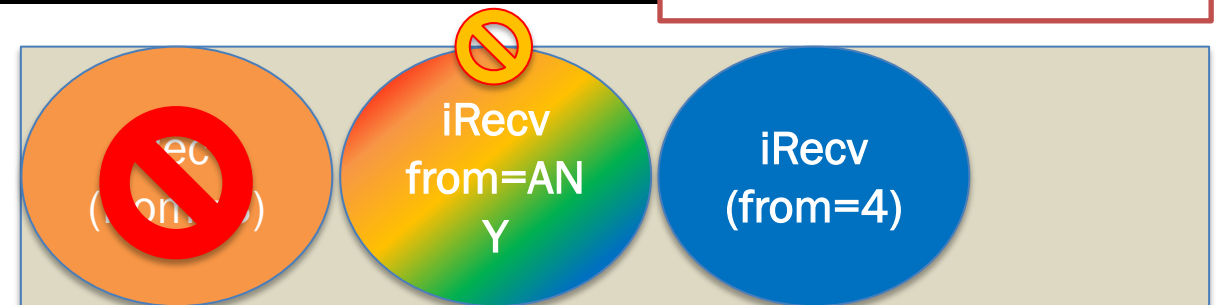 iRecv
from=AN
Y
iRecv
(from=4)